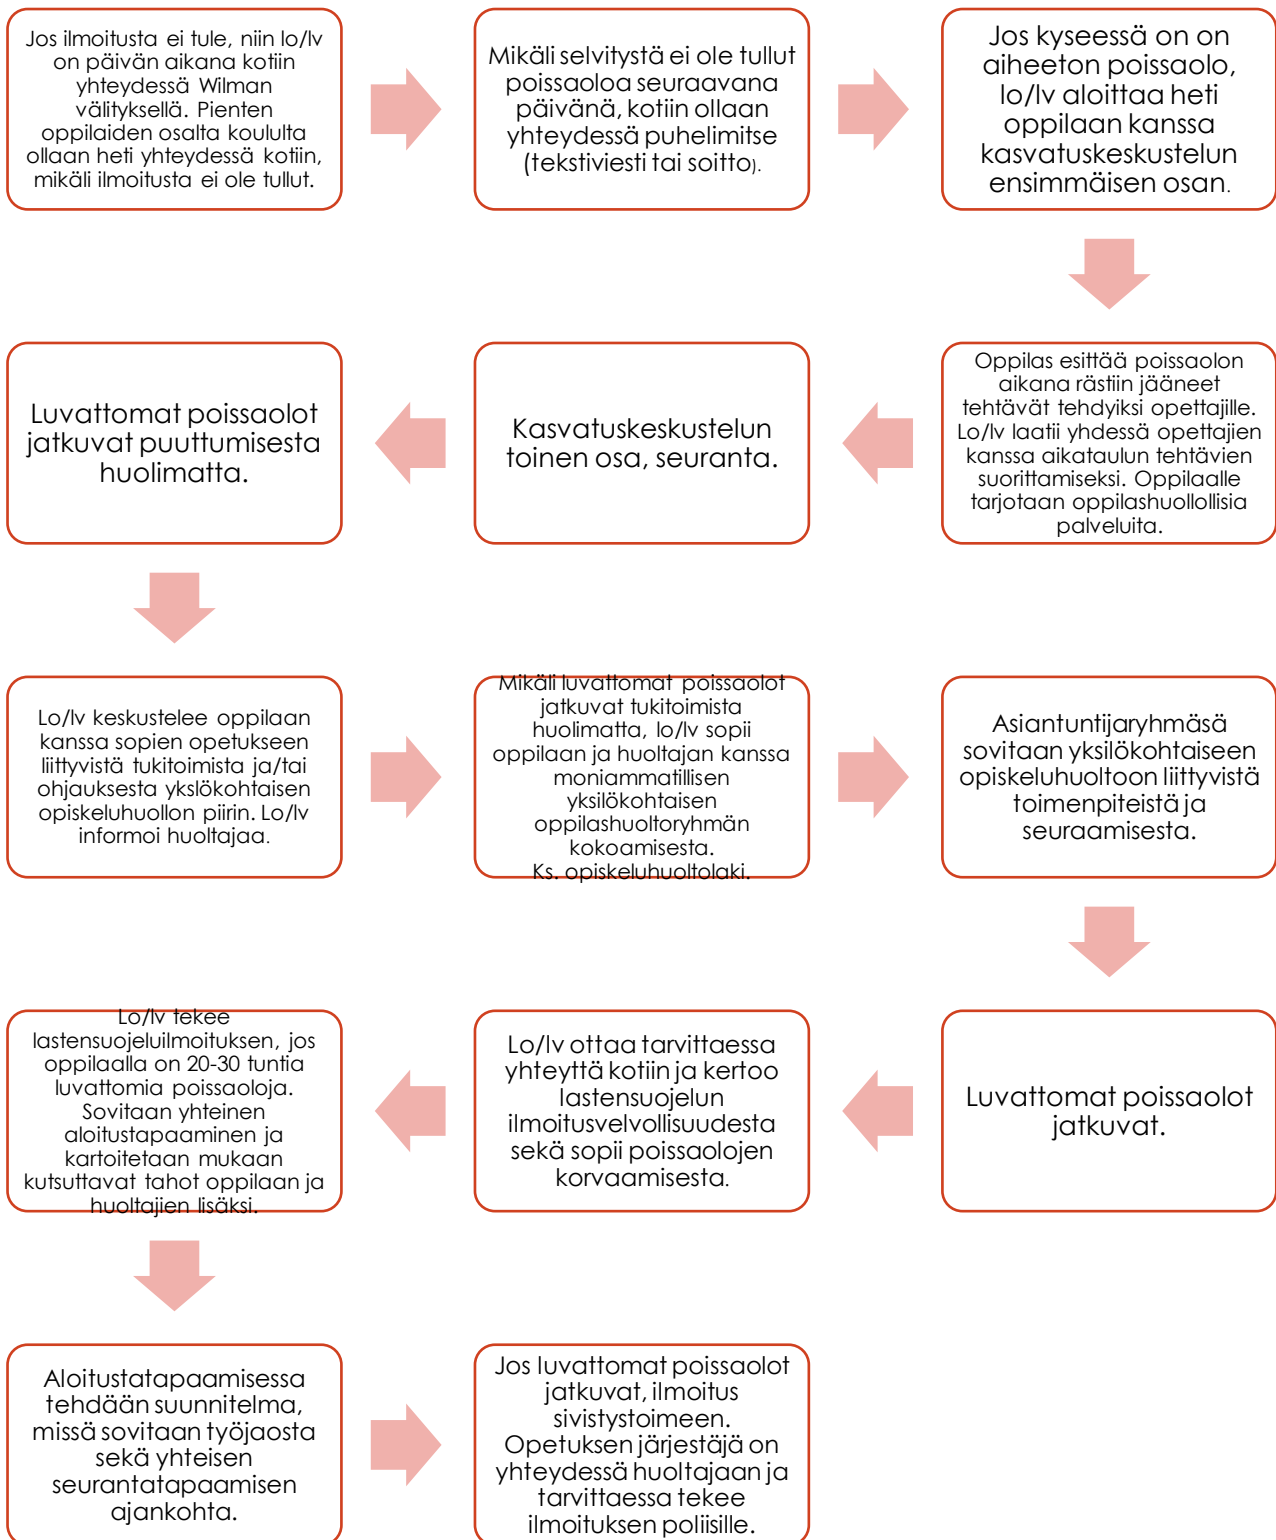 Jos ilmoitusta ei tule, niin lo/lv
on päivän aikana kotiin
yhteydessä Wilman
välityksellä. Pienten
oppilaiden osalta koululta
ollaan heti yhteydessä kotiin,
mikäli ilmoitusta ei ole tullut.
Mikäli selvitystä ei ole tullut
poissaoloa seuraavana
päivänä, kotiin ollaan
yhteydessä puhelimitse
(tekstiviesti tai soitto).
Jos kyseessä on on
aiheeton poissaolo,
lo/lv aloittaa heti
oppilaan kanssa
kasvatuskeskustelun
ensimmäisen osan.
Oppilas esittää poissaolon
aikana rästiin jääneet
tehtävät tehdyiksi opettajille.
Lo/lv laatii yhdessä opettajien
kanssa aikataulun tehtävien
suorittamiseksi. Oppilaalle
tarjotaan oppilashuollollisia
palveluita.
Kasvatuskeskustelun
toinen osa, seuranta.
Luvattomat poissaolot
jatkuvat puuttumisesta
huolimatta.
Lo/lv keskustelee oppilaan
kanssa sopien opetukseen
liittyvistä tukitoimista ja/tai
ohjauksesta ykslökohtaisen
opiskeluhuollon piirin. Lo/lv
informoi huoltajaa.
Mikäli luvattomat poissaolot
jatkuvat tukitoimista
huolimatta, lo/lv sopii
oppilaan ja huoltajan kanssa
moniammatillisen
yksilökohtaisen
oppilashuoltoryhmän
kokoamisesta.
Ks. opiskeluhuoltolaki.
Asiantuntijaryhmäsä
sovitaan yksilökohtaiseen
opiskeluhuoltoon liittyvistä
toimenpiteistä ja
seuraamisesta.
Luvattomat poissaolot
jatkuvat.
Lo/lv ottaa tarvittaessa
yhteyttä kotiin ja kertoo
lastensuojelun
ilmoitusvelvollisuudesta
sekä sopii poissaolojen
korvaamisesta.
Lo/lv tekee
lastensuojeluilmoituksen, jos
oppilaalla on 20-30 tuntia
luvattomia poissaoloja.
Sovitaan yhteinen
aloitustapaaminen ja
kartoitetaan mukaan
kutsuttavat tahot oppilaan ja
huoltajien lisäksi.
Aloitustatapaamisessa
tehdään suunnitelma,
missä sovitaan työjaosta
sekä yhteisen
seurantatapaamisen
ajankohta.
Jos luvattomat poissaolot
jatkuvat, ilmoitus
sivistystoimeen.
Opetuksen järjestäjä on
yhteydessä huoltajaan ja
tarvittaessa tekee
ilmoituksen poliisille.